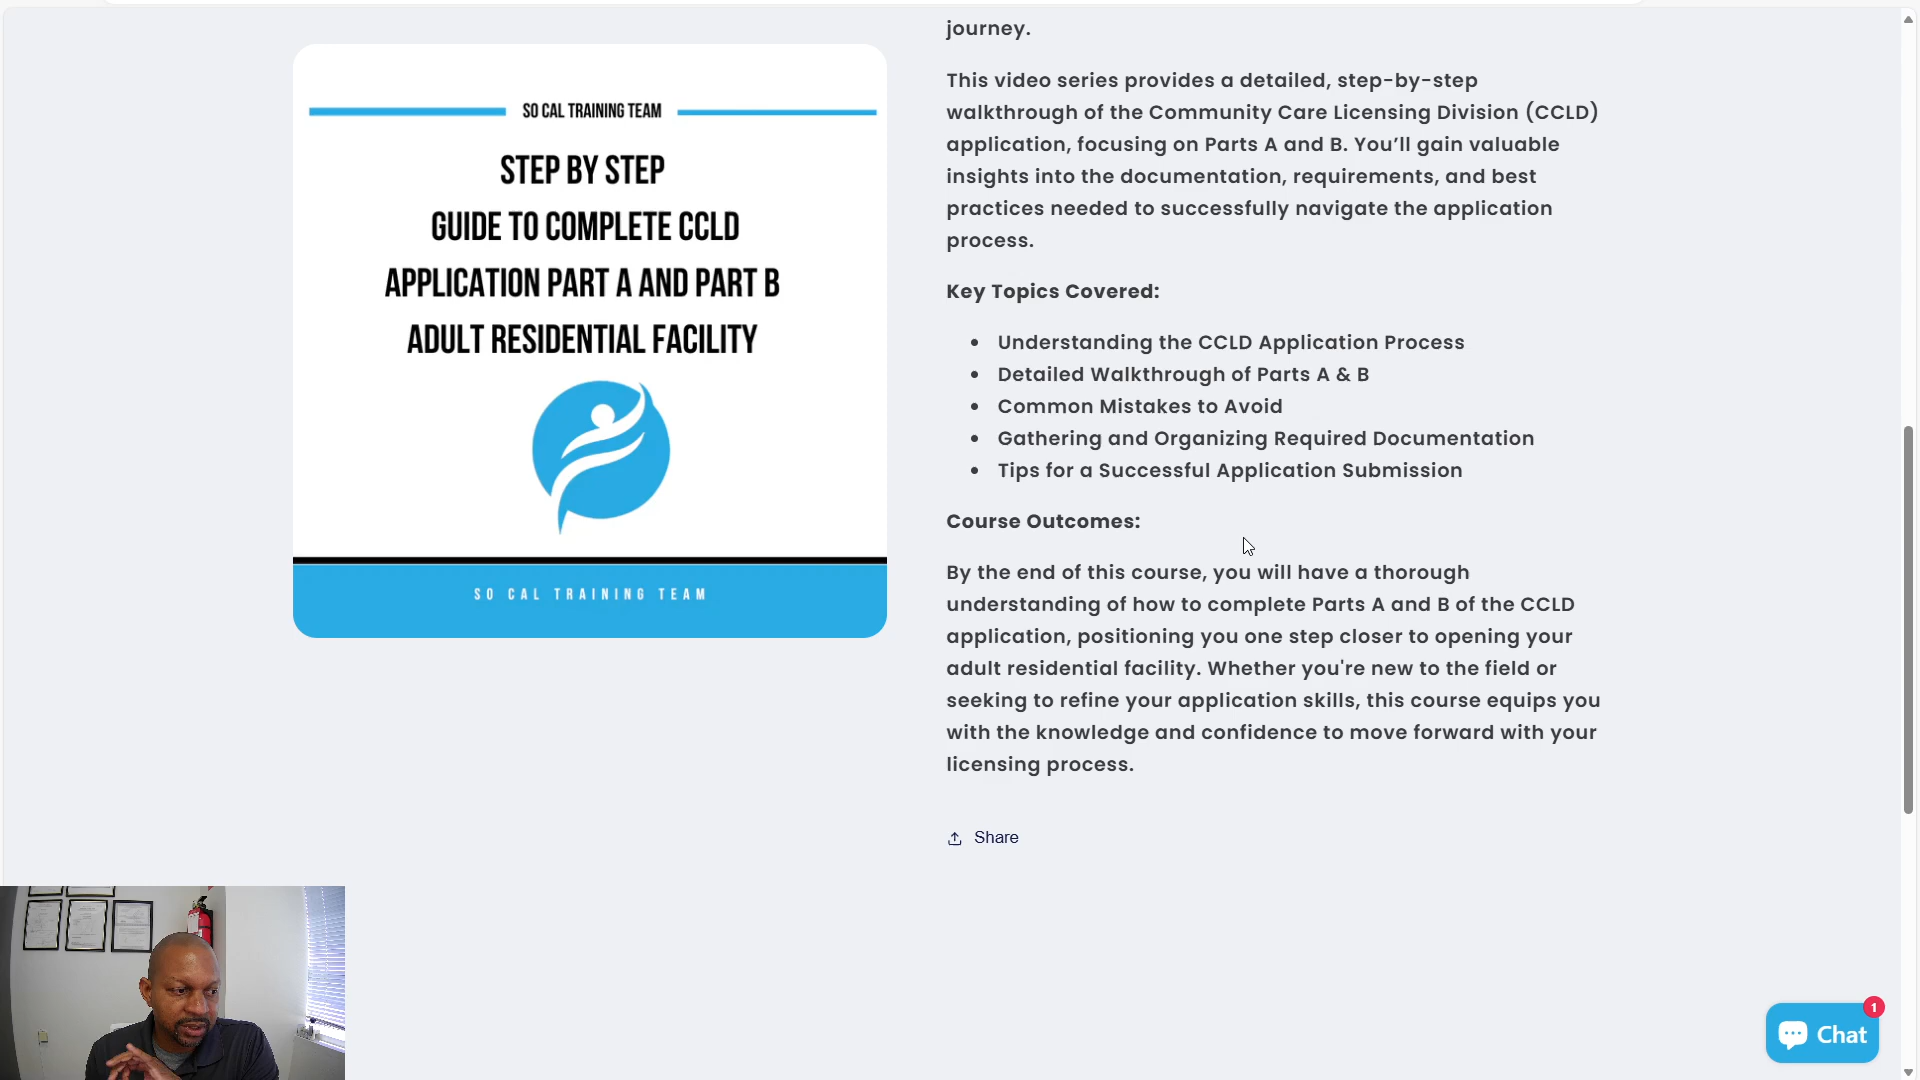 SO CAL TRAINING TEAM
STEP BY STEP
GUIDE TO COMPLETE CCLD
APPLICATION PART A AND PART B
ADULT RESIDENTIAL FACILITY
SO CAL TRAINING TEAM
journey.
This video series provides a detailed, step-by-step
walkthrough of the Community Care Licensing Division (CCLD)
application, focusing on Parts A and B. You’ll gain valuable
insights into the documentation, requirements, and best
practices needed to successfully navigate the application
process.
Key Topics Covered:
Understanding the CCLD Application Process
Detailed Walkthrough of Parts A & B
Common Mistakes to Avoid
Gathering and Organizing Required Documentation
Tips for a Successful Application Submission
Course Outcomes:
By the end of this course, you will have a thorough
understanding of how to complete Parts A and B of the CCLD
application, positioning you one step closer to opening your
adult residential facility. Whether you're new to the field or
seeking to refine your application skills, this course equips you
with the knowledge and confidence to move forward with your
licensing process.
Share
1
Chat